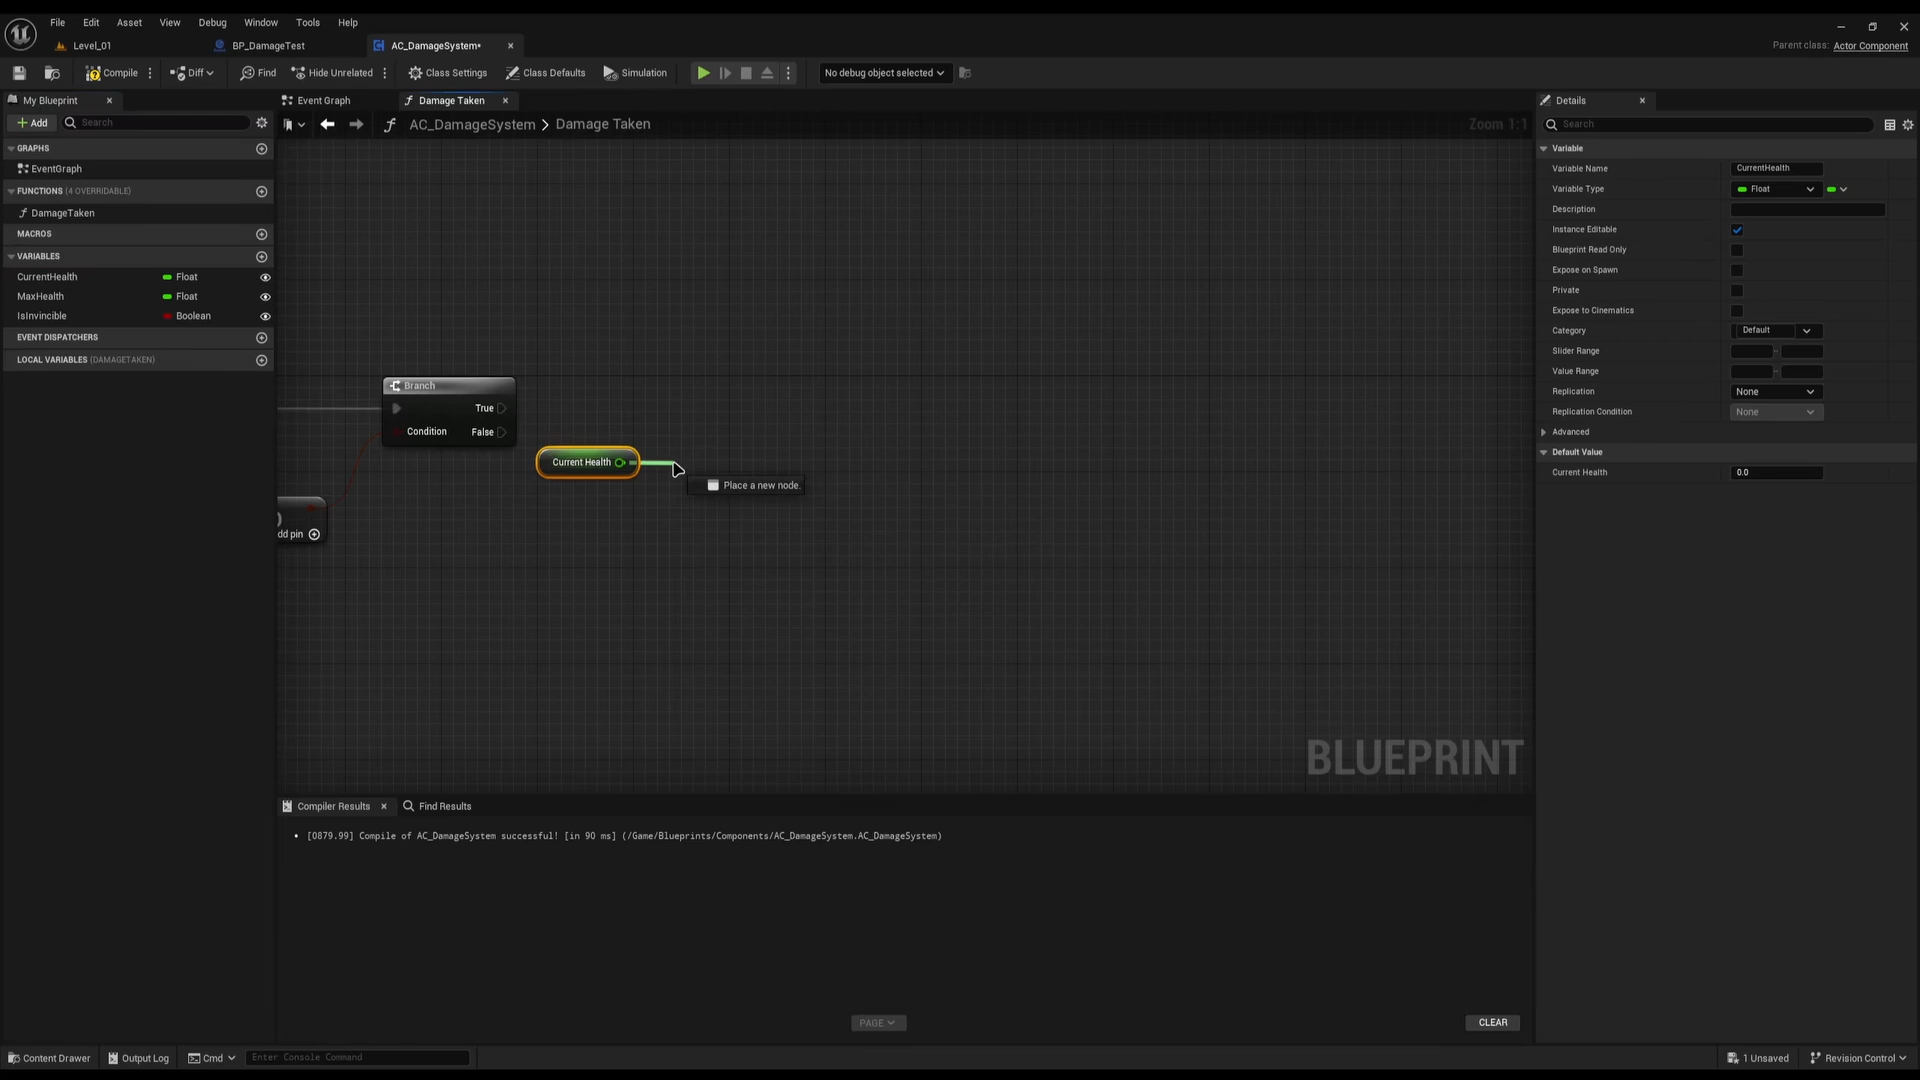 File Edit Asset View Debug Window Tools Help
Level_01 BP_DamageTest AC_DamageSystem*
Parent class: Actor Component
Compile Diff Find Hide Unrelated Class Settings Class Defaults Simulation No debug object selected
My Blueprint
Event Graph Damage Taken
Details
Add Search
AC_DamageSystem > Damage Taken
Zoom 1:1
Search
GRAPHS
EventGraph
FUNCTIONS (4 OVERRIDABLE)
DamageTaken
MACROS
VARIABLES
CurrentHealth Float
MaxHealth Float
IsInvincible Boolean
EVENT DISPATCHERS
LOCAL VARIABLES (DAMAGETAKEN)
Branch
True
Condition False
Current Health
Place a new node.
dd pin
BLUEPRINT
Variable
Variable Name CurrentHealth
Variable Type Float
Description
Instance Editable
Blueprint Read Only
Expose on Spawn
Private
Expose to Cinematics
Category Default
Slider Range
Value Range
Replication None
Replication Condition None
Advanced
Default Value
Current Health 0.0
Compiler Results Find Results
• [0879.99] Compile of AC_DamageSystem successful! [in 90 ms] (/Game/Blueprints/Components/AC_DamageSystem.AC_DamageSystem)
PAGE
CLEAR
Content Drawer Output Log Cmd Enter Console Command
1 Unsaved Revision Control